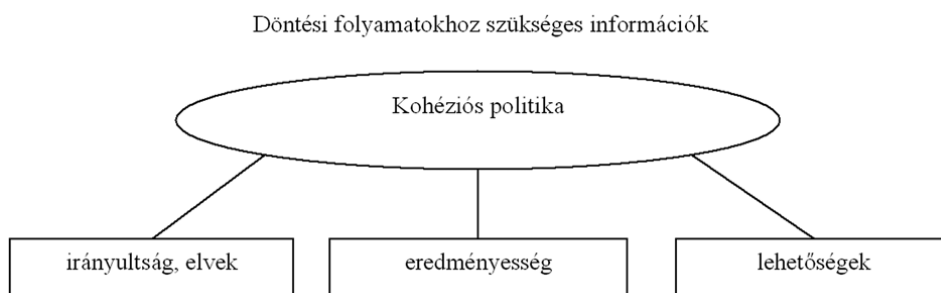 Döntési folyamatokhoz szükséges információk
Kohéziós politika
irányultság, elvek
eredményesség
lehetőségek